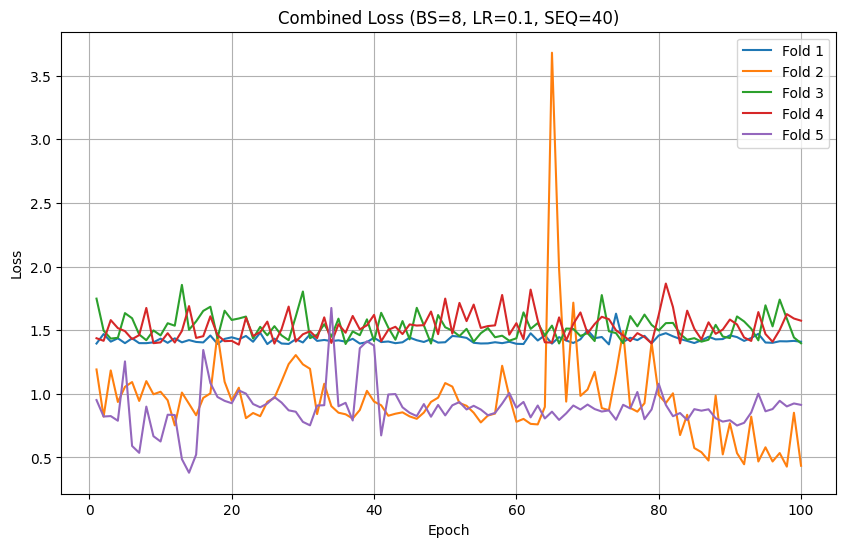 Combined Loss (BS=8, LR=0.1, SEQ=40)
Fold 1
Fold 2
Fold 3
Fold 4
Fold 5
3.5
3.0
2.5
2.0
1.5
1.0
0.5
Loss
0 20 40 60 80 100
Epoch